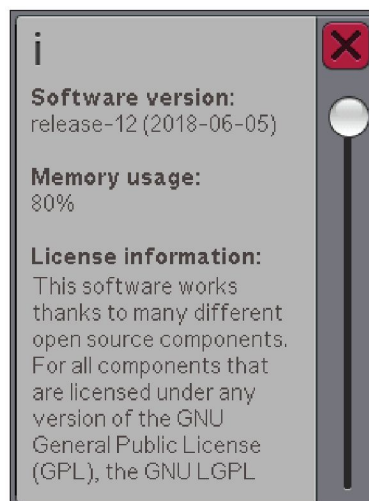 i
Software version:
release-12 (2018-06-05)
Memory usage:
80%
License information:
This software works
thanks to many different
open source components.
For all components that
are licensed under any
version of the GNU
General Public License
(GPL), the GNU LGPL